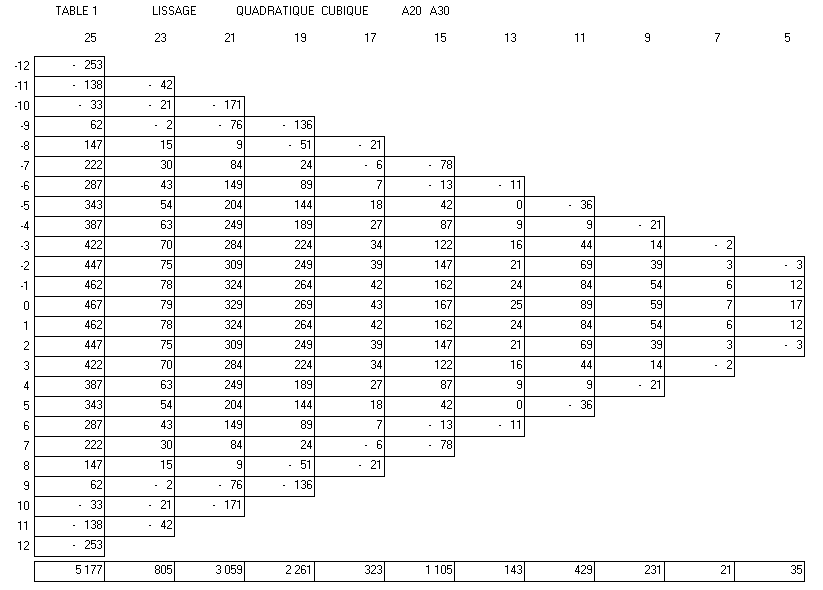 TABLE 1 LISSAGE QUADRATIQUE CUBIQUE A20 A30
25 23 21 19 17 15 13 11 9 7 5
-12 - 253
-11 - 138 - 42
-10 - 33 - 21 - 171
-9 62 - 2 - 76 - 136
-8 147 15 9 - 51 - 21
-7 222 30 84 24 - 6 - 78
-6 287 43 149 89 7 - 13 - 11
-5 343 54 204 144 18 42 0 - 36
-4 387 63 249 189 27 87 9 9 - 21
-3 422 70 284 224 34 122 16 44 14 - 2
-2 447 75 309 249 39 147 21 69 39 3 - 3
-1 462 78 324 264 42 162 24 84 54 6 12
0 467 79 329 269 43 167 25 89 59 7 17
1 462 78 324 264 42 162 24 84 54 6 12
2 447 75 309 249 39 147 21 69 39 3 - 3
3 422 70 284 224 34 122 16 44 14 - 2
4 387 63 249 189 27 87 9 9 - 21
5 343 54 204 144 18 42 0 - 36
6 287 43 149 89 7 - 13 - 11
7 222 30 84 24 - 6 - 78
8 147 15 9 - 51 - 21
9 62 - 2 - 76 - 136
10 - 33 - 21 - 171
11 - 138 - 42
12 - 253
5 177 805 3 059 2 261 323 1 105 143 429 231 21 35